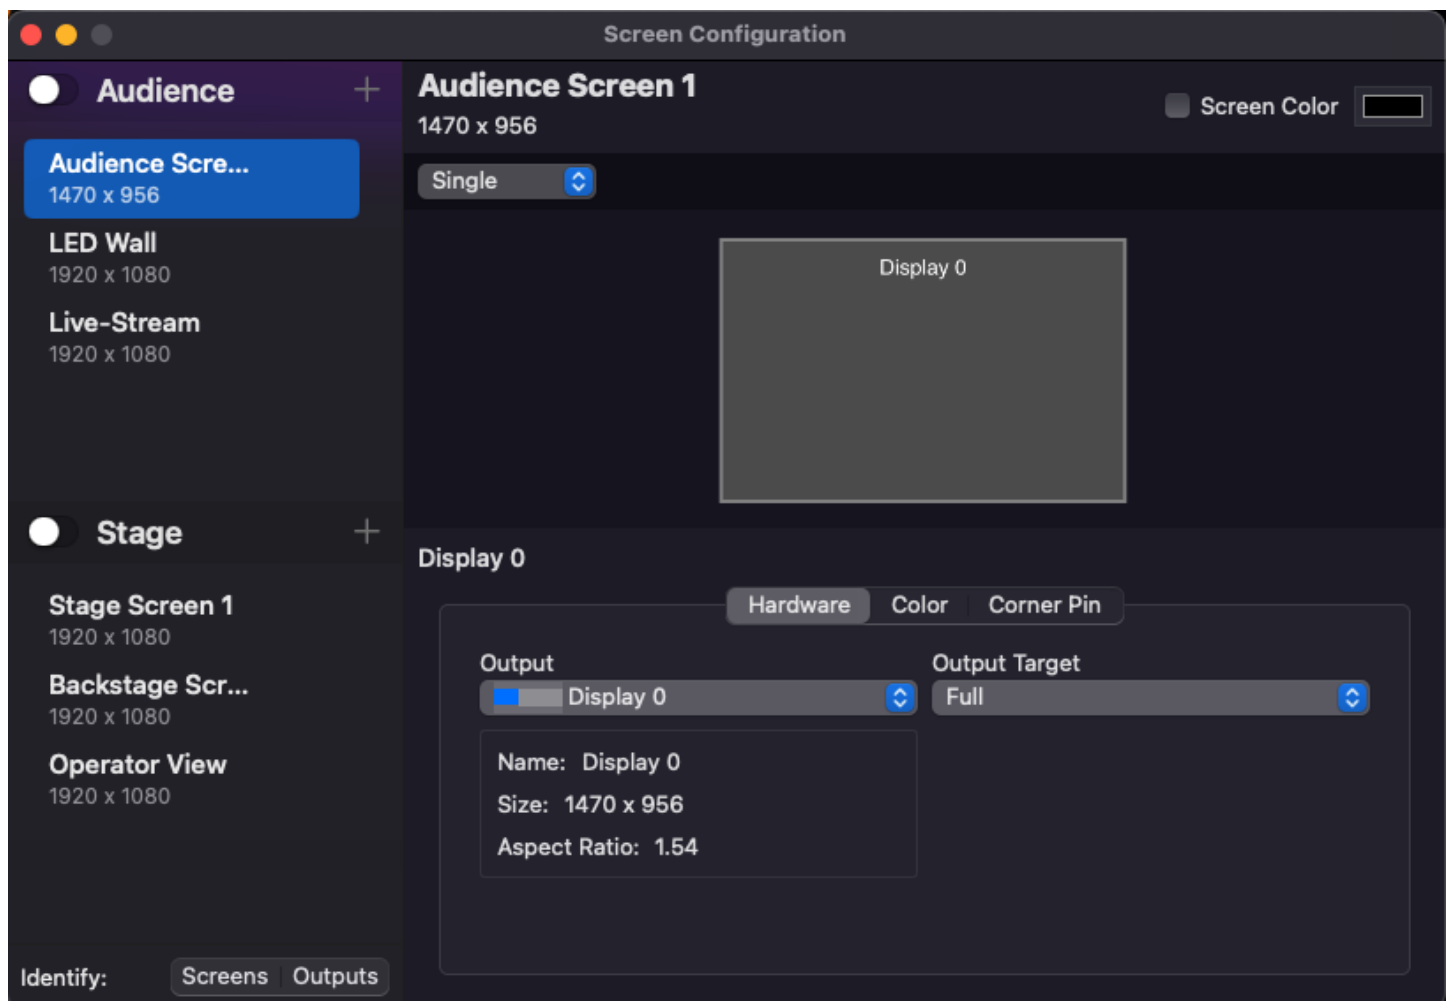 Screen Configuration
Audience
Audience Scre...
1470 x 956
LED Wall
1920 x 1080
Live-Stream
1920 x 1080
Stage
Stage Screen 1
1920 x 1080
Backstage Scr...
1920 x 1080
Operator View
1920 x 1080
Identify:
Screens
Outputs
Audience Screen 1
1470 x 956
Screen Color
Single
Display 0
Display 0
Hardware
Color
Corner Pin
Output
Display 0
Output Target
Full
Name: Display 0
Size: 1470 x 956
Aspect Ratio: 1.54